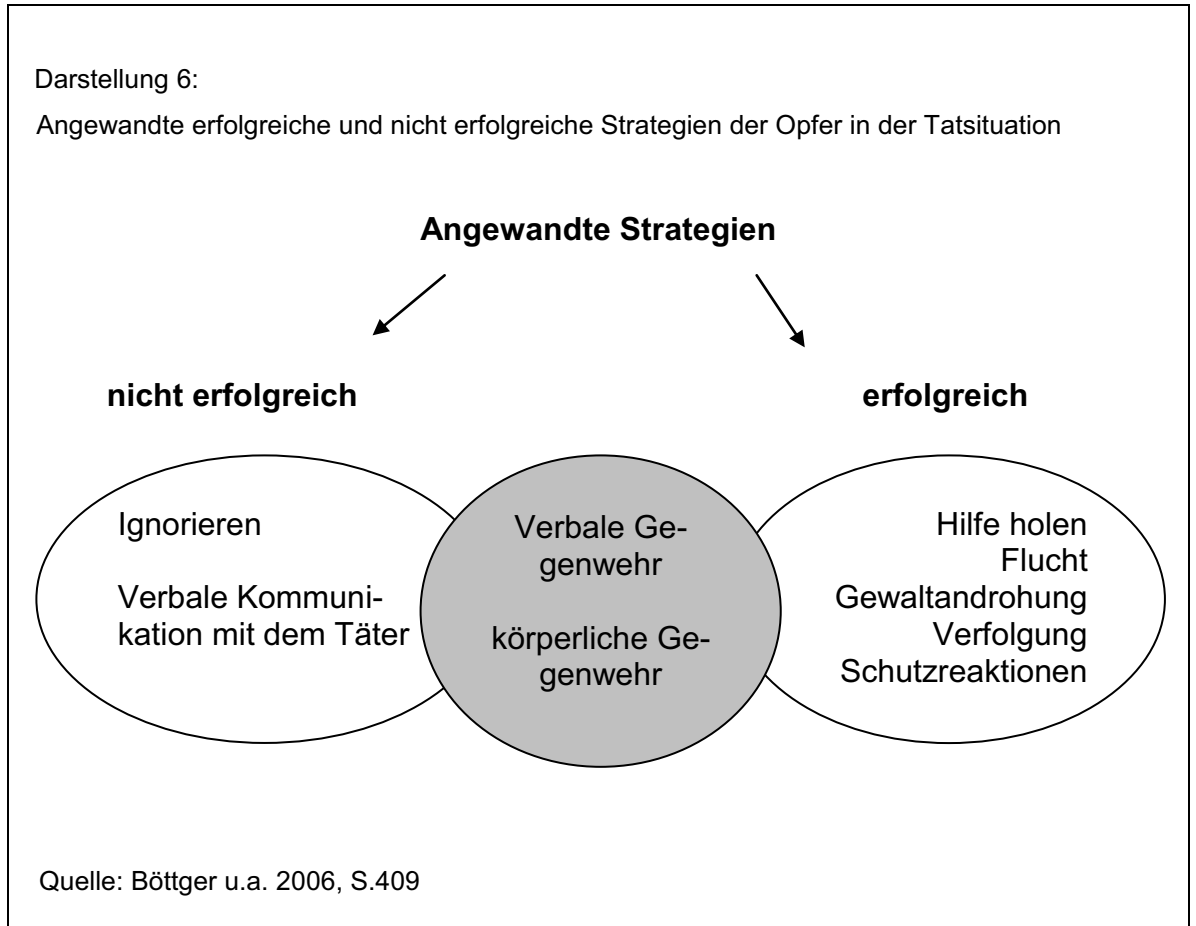 Darstellung 6:
Angewandte erfolgreiche und nicht erfolgreiche Strategien der Opfer in der Tatsituation
Angewandte Strategien
nicht erfolgreich
erfolgreich
Ignorieren
Verbale Kommuni-
kation mit dem Täter
Verbale Ge-
genwehr
körperliche Ge-
genwehr
Hilfe holen
Flucht
Gewaltandrohung
Verfolgung
Schutzreaktionen
Quelle: Böttger u.a. 2006, S.409